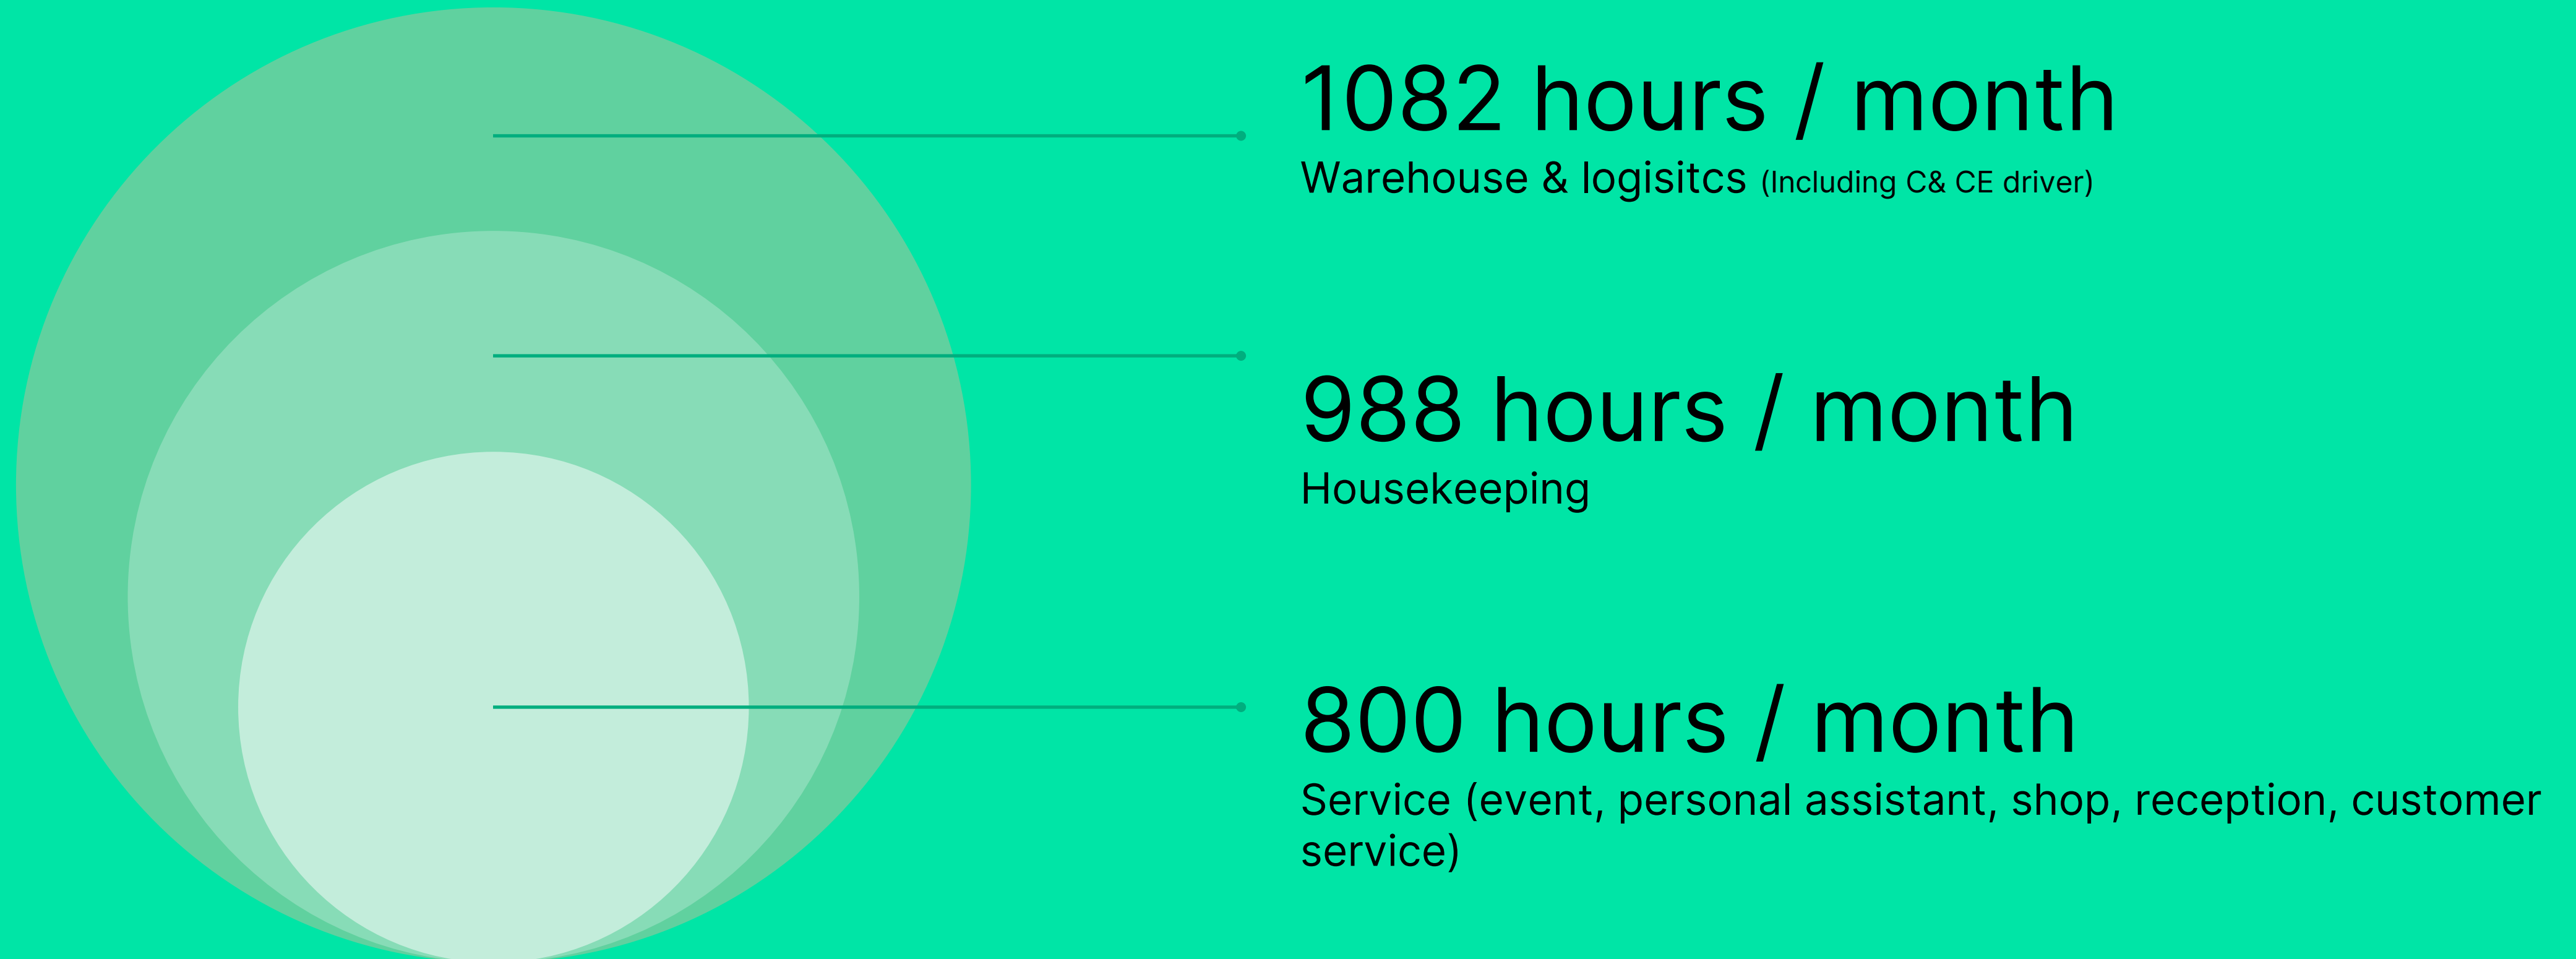 1082 hours / month
Warehouse & logisitcs (Including C& CE driver)
988 hours / month
Housekeeping
800 hours / month
Service (event, personal assistant, shop, reception, customer
service)